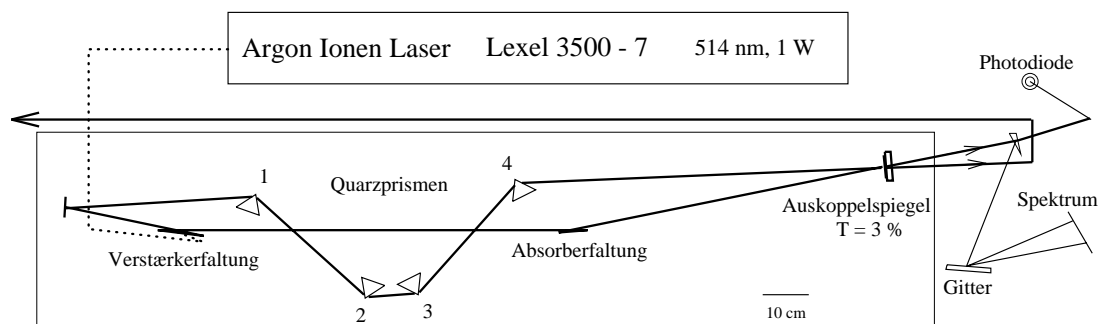 Argon Ionen Laser Lexel 3500 - 7 514 nm, 1 W
Photodiode
4
1
Quarzprismen
Auskoppelspiegel
T = 3 %
Spektrum
Verstærkerfaltung
Absorberfaltung
Gitter
10 cm
2
3